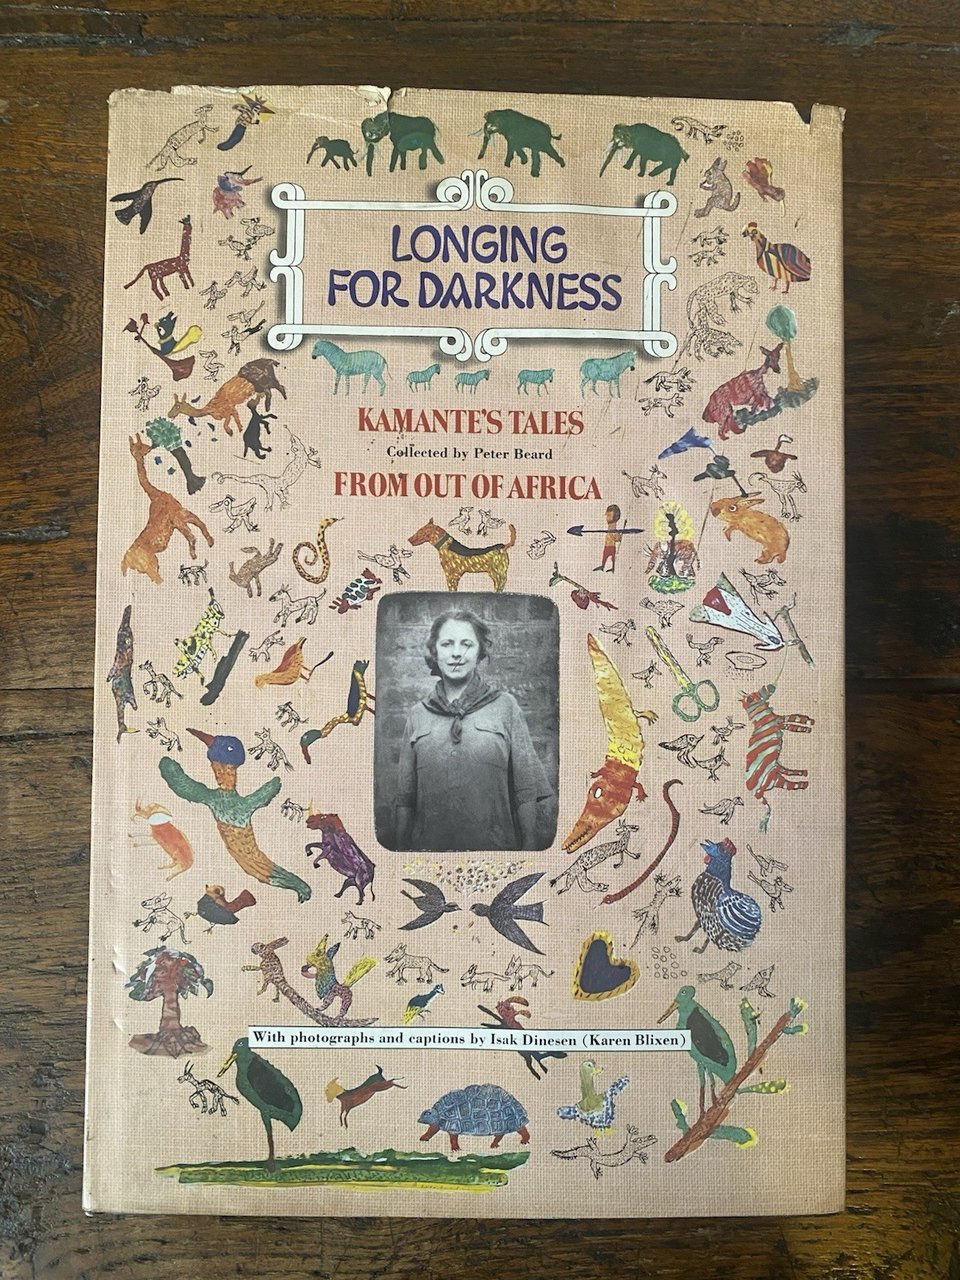 LONGING
FOR DARKNESS
KAMANTE'S TALES
Collected by Peter Beard
FROM OUT OF AFRICA
With photographs and captions by Isak Dinesen (Karen Blixen)